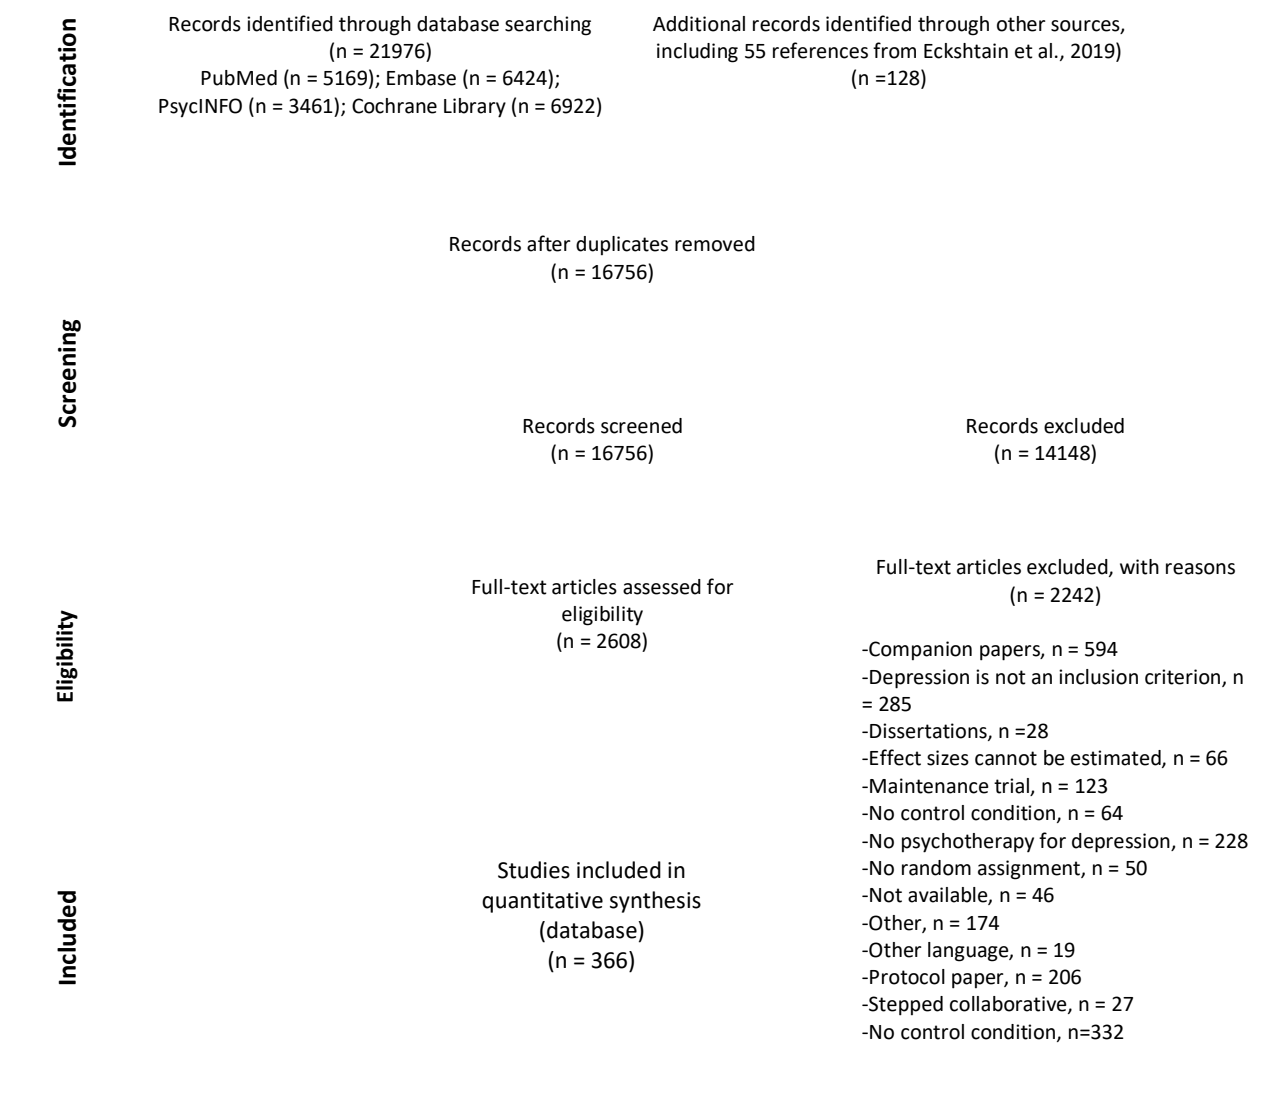 Identification
Records identified through database searching
(n = 21976)
PubMed (n = 5169); Embase (n = 6424);
PsycINFO (n = 3461); Cochrane Library (n = 6922)
Additional records identified through other sources,
including 55 references from Eckshtain et al., 2019)
(n =128)
Records after duplicates removed
(n = 16756)
Screening
Records screened
(n = 16756)
Records excluded
(n = 14148)
Eligibility
Full-text articles assessed for
eligibility
(n = 2608)
Full-text articles excluded, with reasons
(n = 2242)
-Companion papers, n = 594
-Depression is not an inclusion criterion, n
= 285
-Dissertations, n =28
-Effect sizes cannot be estimated, n = 66
-Maintenance trial, n = 123
-No control condition, n = 64
-No psychotherapy for depression, n = 228
-No random assignment, n = 50
-Not available, n = 46
-Other, n = 174
-Other language, n = 19
-Protocol paper, n = 206
-Stepped collaborative, n = 27
-No control condition, n=332
Included
Studies included in
quantitative synthesis
(database)
(n = 366)